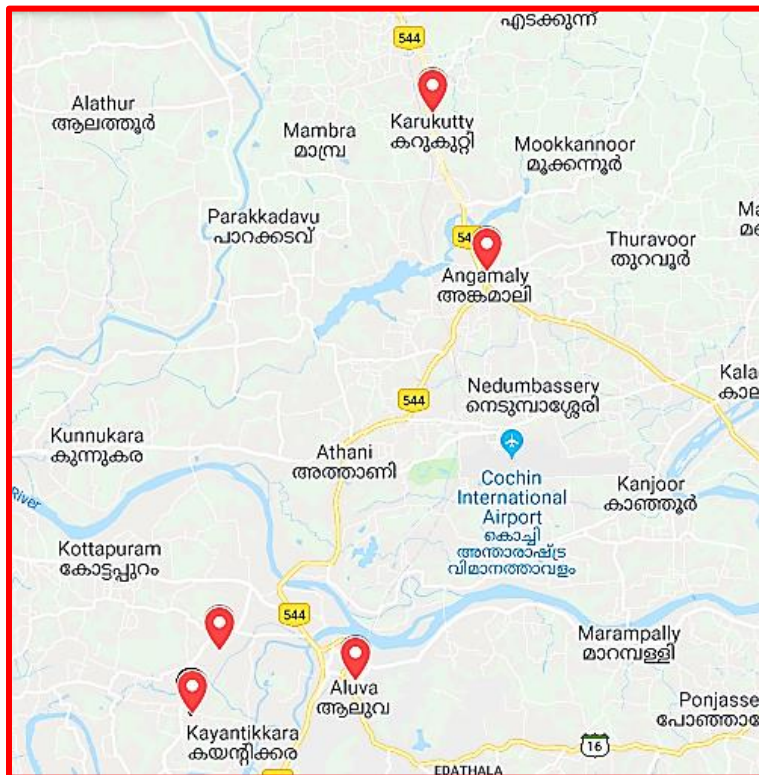 എടക്കുന്ന്
544
Alathur
ആലത്തൂർ
Karukutty
കറുകുറ്റി
Mambra
മാമ്പ്ര
Mookkannoor
മൂക്കന്നൂർ
Parakkadavu
പാറക്കടവ്
Thuravoor
തുറവൂർ
Angamaly
അങ്കമാലി
544
Nedumbassery
നെടുമ്പാശ്ശേരി
Kunnukara
കുന്നുകര
Athani
അത്താണി
Cochin
International
Airport
കൊച്ചി
അന്താരാഷ്ട്ര
വിമാനത്താവളം
Kanjoor
കാഞ്ഞൂർ
River
Kottapuram
കോട്ടപ്പുറം
544
Marampally
മാറമ്പള്ളി
Aluva
ആലുവ
Kayantikkara
കയന്റിക്കര
16
EDATHALA